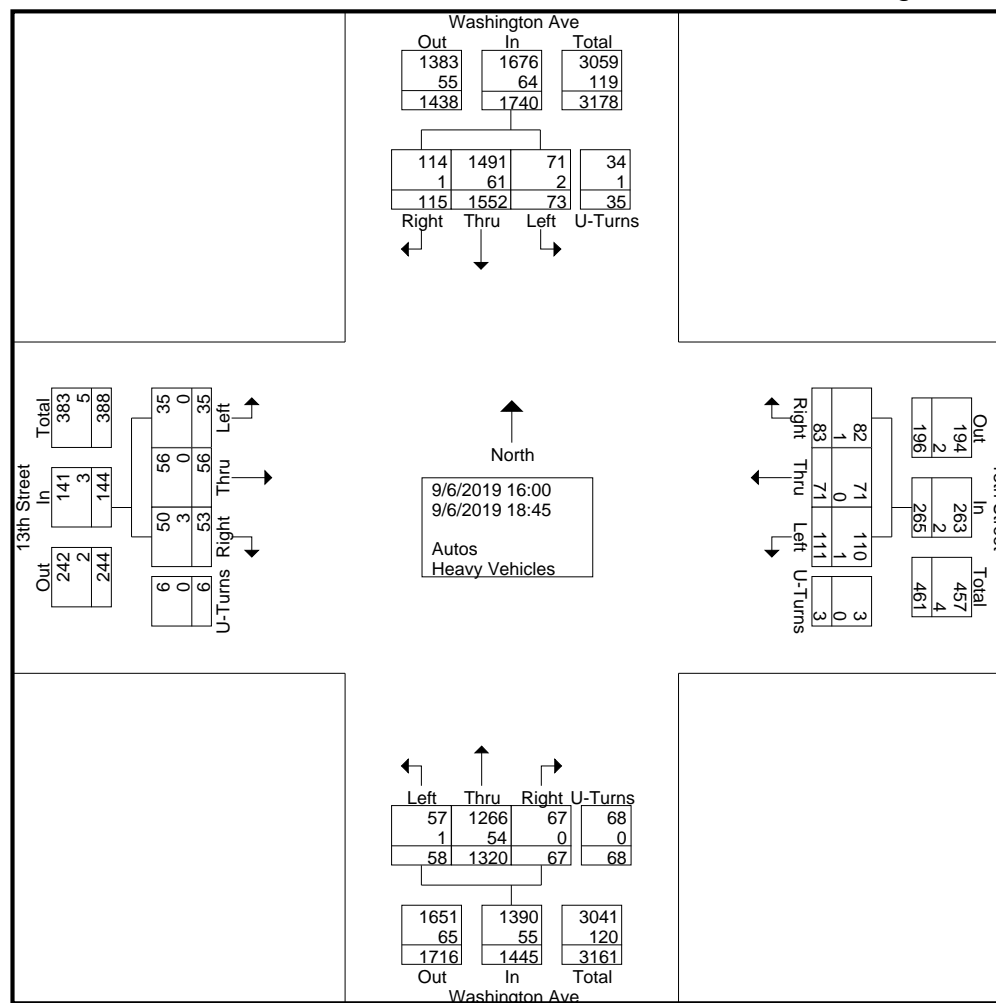 Washington Ave
Out In Total
1383 1676 3059
55 64 119
1438 1740 3178
114 1491 71 34
1 61 2 1
115 1552 73 35
Right Thru Left U-Turns
13th Street
Total In Out
383 141 242
5 3 2
388 144 244
35 56 50 6
0 0 3 0
35 56 53 6
Left Thru Right U-Turns
North
9/6/2019 16:00
9/6/2019 18:45
Autos
Heavy Vehicles
Out In Total
194 263 457
2 2 4
196 265 461
82 71 110 3
1 0 1 0
83 71 111 3
Right Thru Left U-Turns
Left Thru Right U-Turns
57 1266 67 68
1 54 0 0
58 1320 67 68
1651 1390 3041
65 55 120
1716 1445 3161
Out In Total
Washington Ave